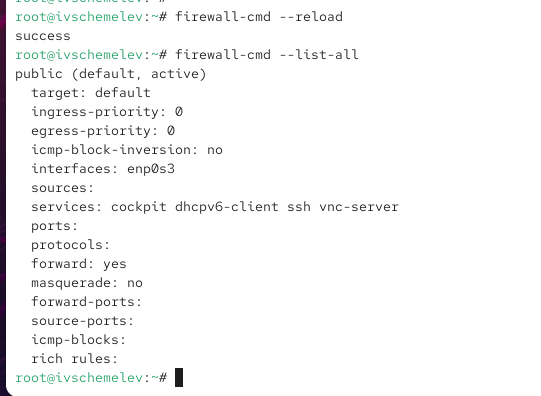 root@ivschemelev:~# firewall-cmd --reload
success
root@ivschemelev:~# firewall-cmd --list-all
public (default, active)
  target: default
  ingress-priority: 0
  egress-priority: 0
  icmp-block-inversion: no
  interfaces: enp0s3
  sources:
  services: cockpit dhcpv6-client ssh vnc-server
  ports:
  protocols:
  forward: yes
  masquerade: no
  forward-ports:
  source-ports:
  icmp-blocks:
  rich rules:
root@ivschemelev:~#